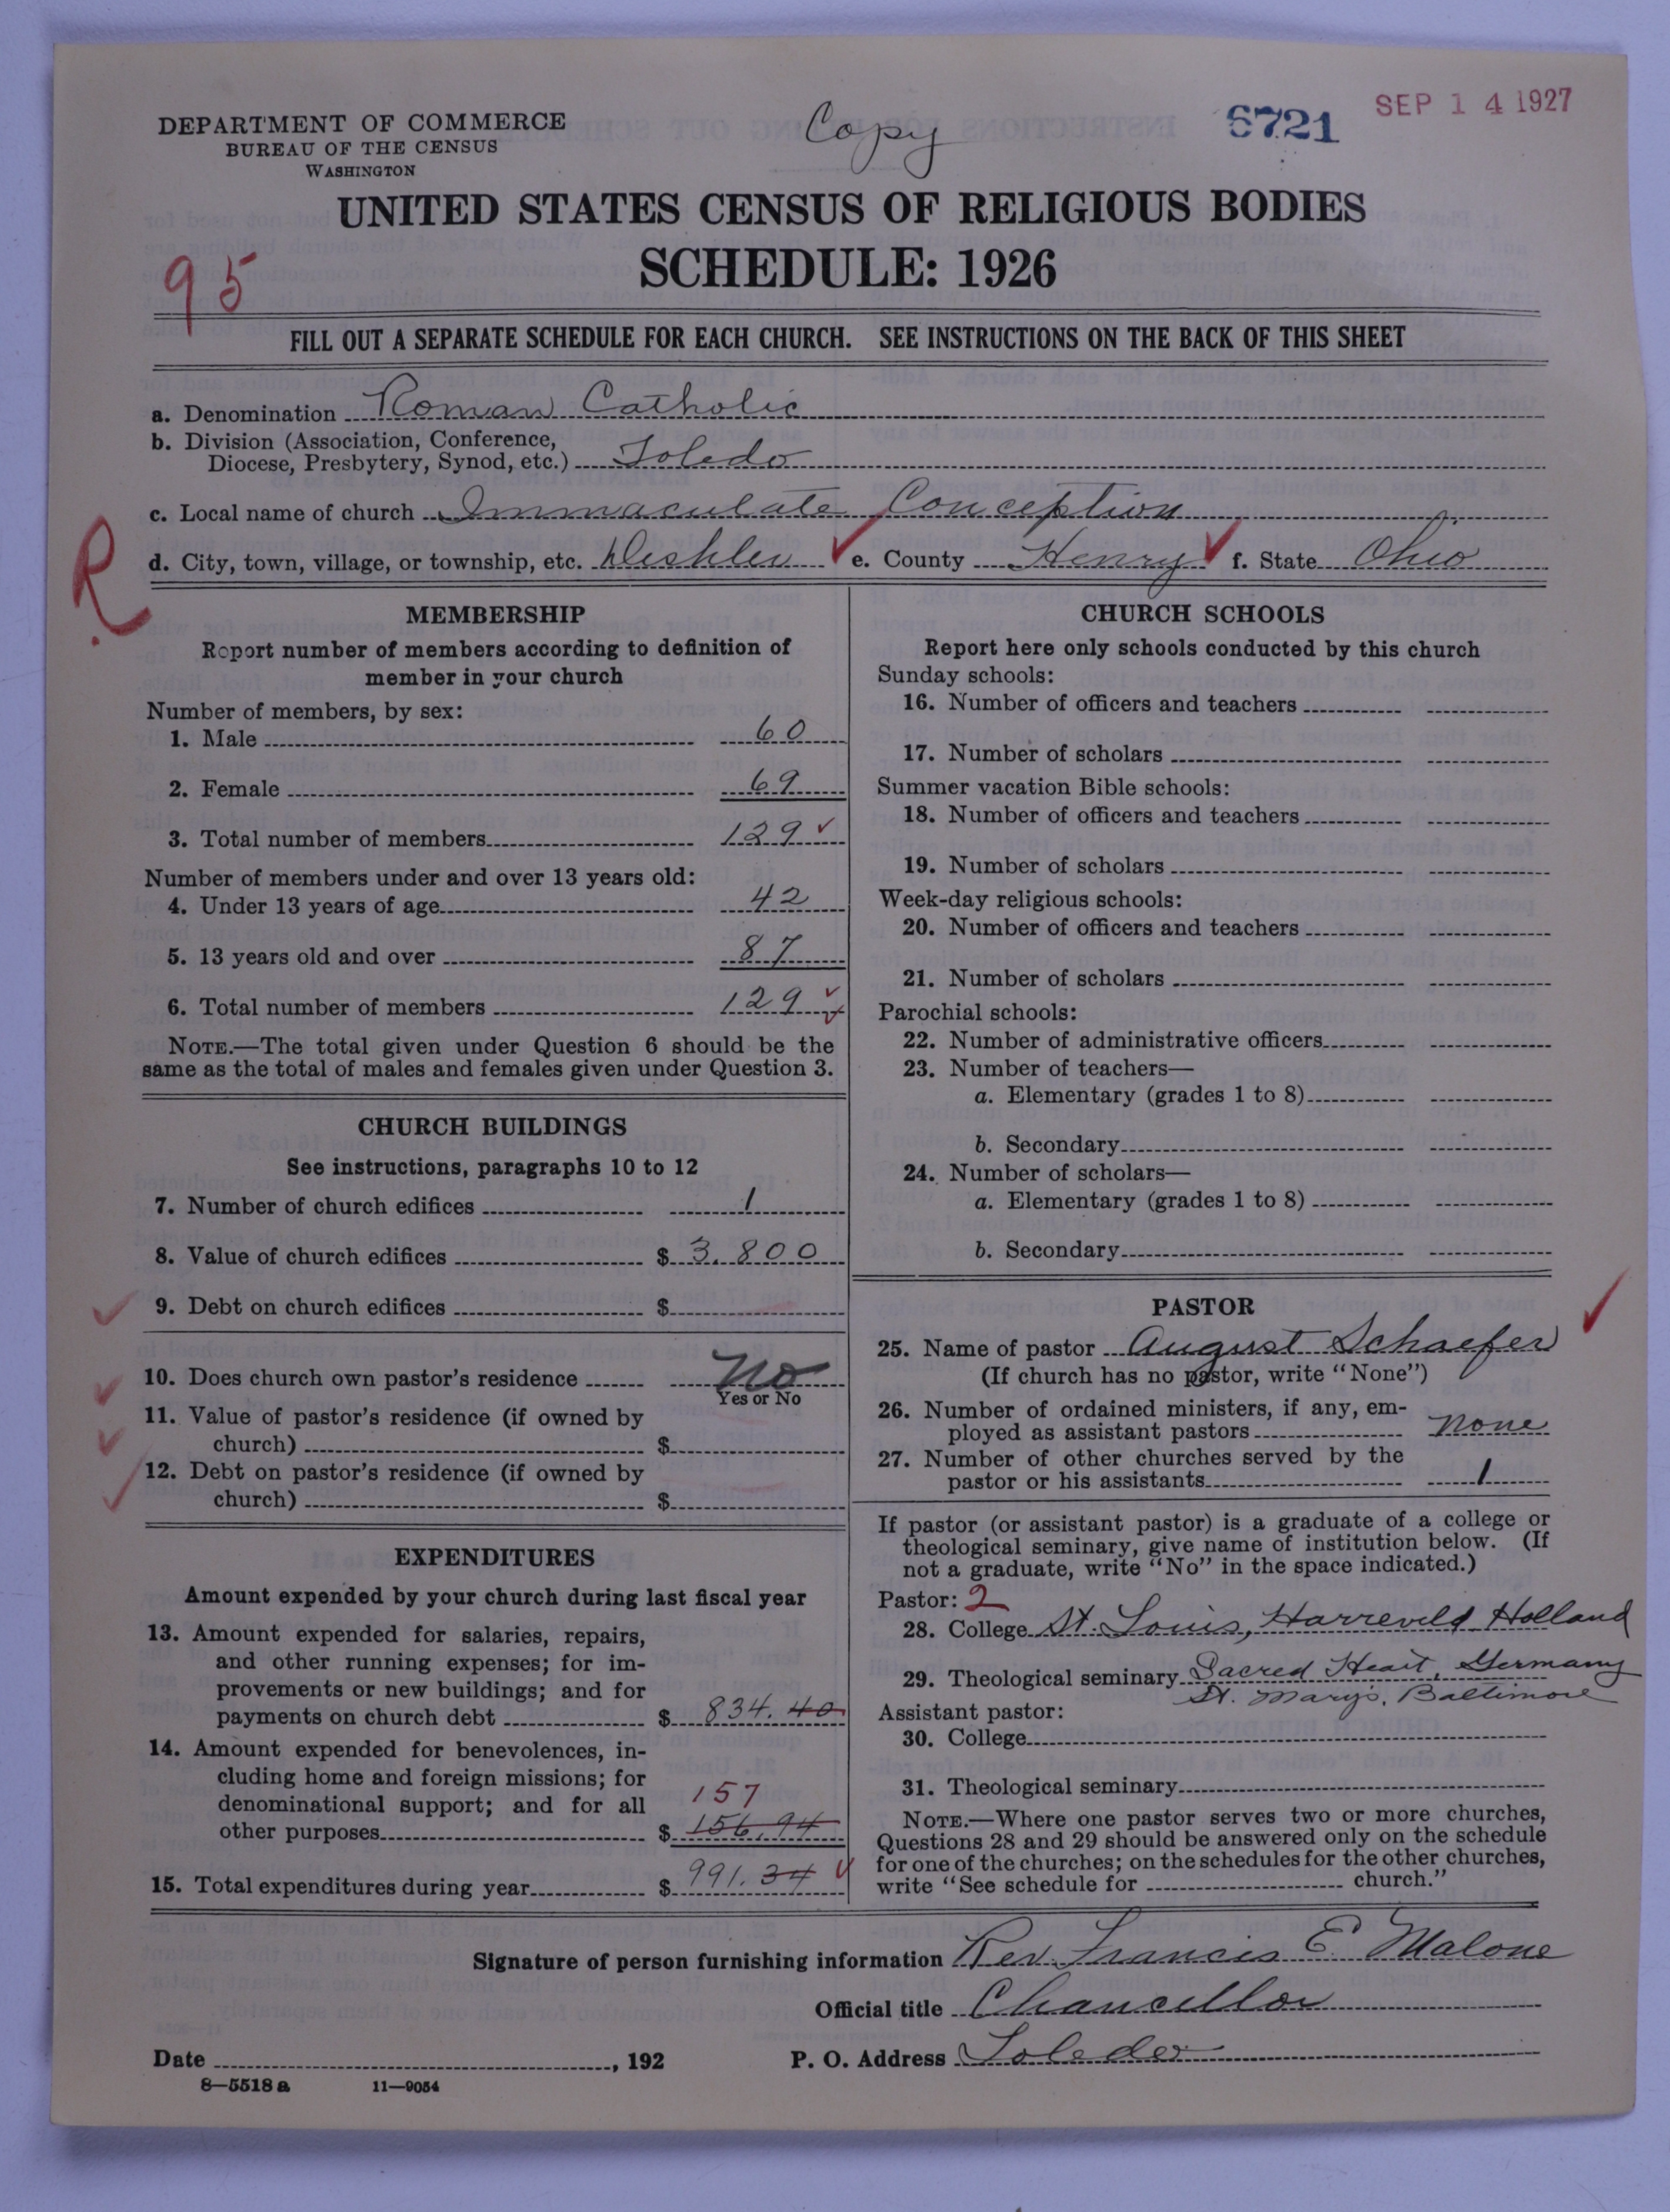 DEPARTMENT OF COMMERCE
BUREAU OF THE CENSUS
WASHINGTON
Copy
6721
SEP 14 1927
UNITED STATES CENSUS OF RELIGIOUS BODIES
SCHEDULE: 1926
95
FILL OUT A SEPARATE SCHEDULE FOR EACH CHURCH. SEE INSTRUCTIONS ON THE BACK OF THIS SHEET
a. Denomination Roman Catholic
b. Division (Association, Conference,
Diocese, Presbytery, Synod, etc.) Toledo
c. Local name of church Immaculate Conception
R
d. City, town, village, or township, etc. Deshler ✓ e. County Henry ✓ f. State Ohio
MEMBERSHIP
Report number of members according to definition of
member in your church
Number of members, by sex:
1. Male 60
2. Female 69
3. Total number of members 129 ✓
Number of members under and over 13 years old:
4. Under 13 years of age 42
5. 13 years old and over 87
6. Total number of members 129 ✓
NOTE.—The total given under Question 6 should be the
same as the total of males and females given under Question 3.
CHURCH BUILDINGS
See instructions, paragraphs 10 to 12
7. Number of church edifices 1
8. Value of church edifices $ 3,800
9. Debt on church edifices $
10. Does church own pastor's residence No
Yes or No
11. Value of pastor's residence (if owned by
church) $
12. Debt on pastor's residence (if owned by
church) $
EXPENDITURES
Amount expended by your church during last fiscal year
13. Amount expended for salaries, repairs,
and other running expenses; for im-
provements or new buildings; and for
payments on church debt $ 834.40
14. Amount expended for benevolences, in-
cluding home and foreign missions; for
denominational support; and for all
157
other purposes $ 156.94
15. Total expenditures during year $ 991.34 ✓
CHURCH SCHOOLS
Report here only schools conducted by this church
Sunday schools:
16. Number of officers and teachers
17. Number of scholars
Summer vacation Bible schools:
18. Number of officers and teachers
19. Number of scholars
Week-day religious schools:
20. Number of officers and teachers
21. Number of scholars
Parochial schools:
22. Number of administrative officers
23. Number of teachers—
a. Elementary (grades 1 to 8)
b. Secondary
24. Number of scholars—
a. Elementary (grades 1 to 8)
b. Secondary
PASTOR
25. Name of pastor August Schaefer
(If church has no pastor, write "None")
26. Number of ordained ministers, if any, em-
ployed as assistant pastors none
27. Number of other churches served by the
pastor or his assistants 1
If pastor (or assistant pastor) is a graduate of a college or
theological seminary, give name of institution below. (If
not a graduate, write "No" in the space indicated.)
Pastor: 2
28. College St. Louis, Harreveld Holland
29. Theological seminary Sacred Heart, Germany
St. Mary's, Baltimore
Assistant pastor:
30. College
31. Theological seminary
NOTE.—Where one pastor serves two or more churches,
Questions 28 and 29 should be answered only on the schedule
for one of the churches; on the schedules for the other churches,
write "See schedule for church."
Signature of person furnishing information Rev. Francis E. Malone
Official title Chancellor
Date , 192
P. O. Address Toledo
8—5518 a 11—9054